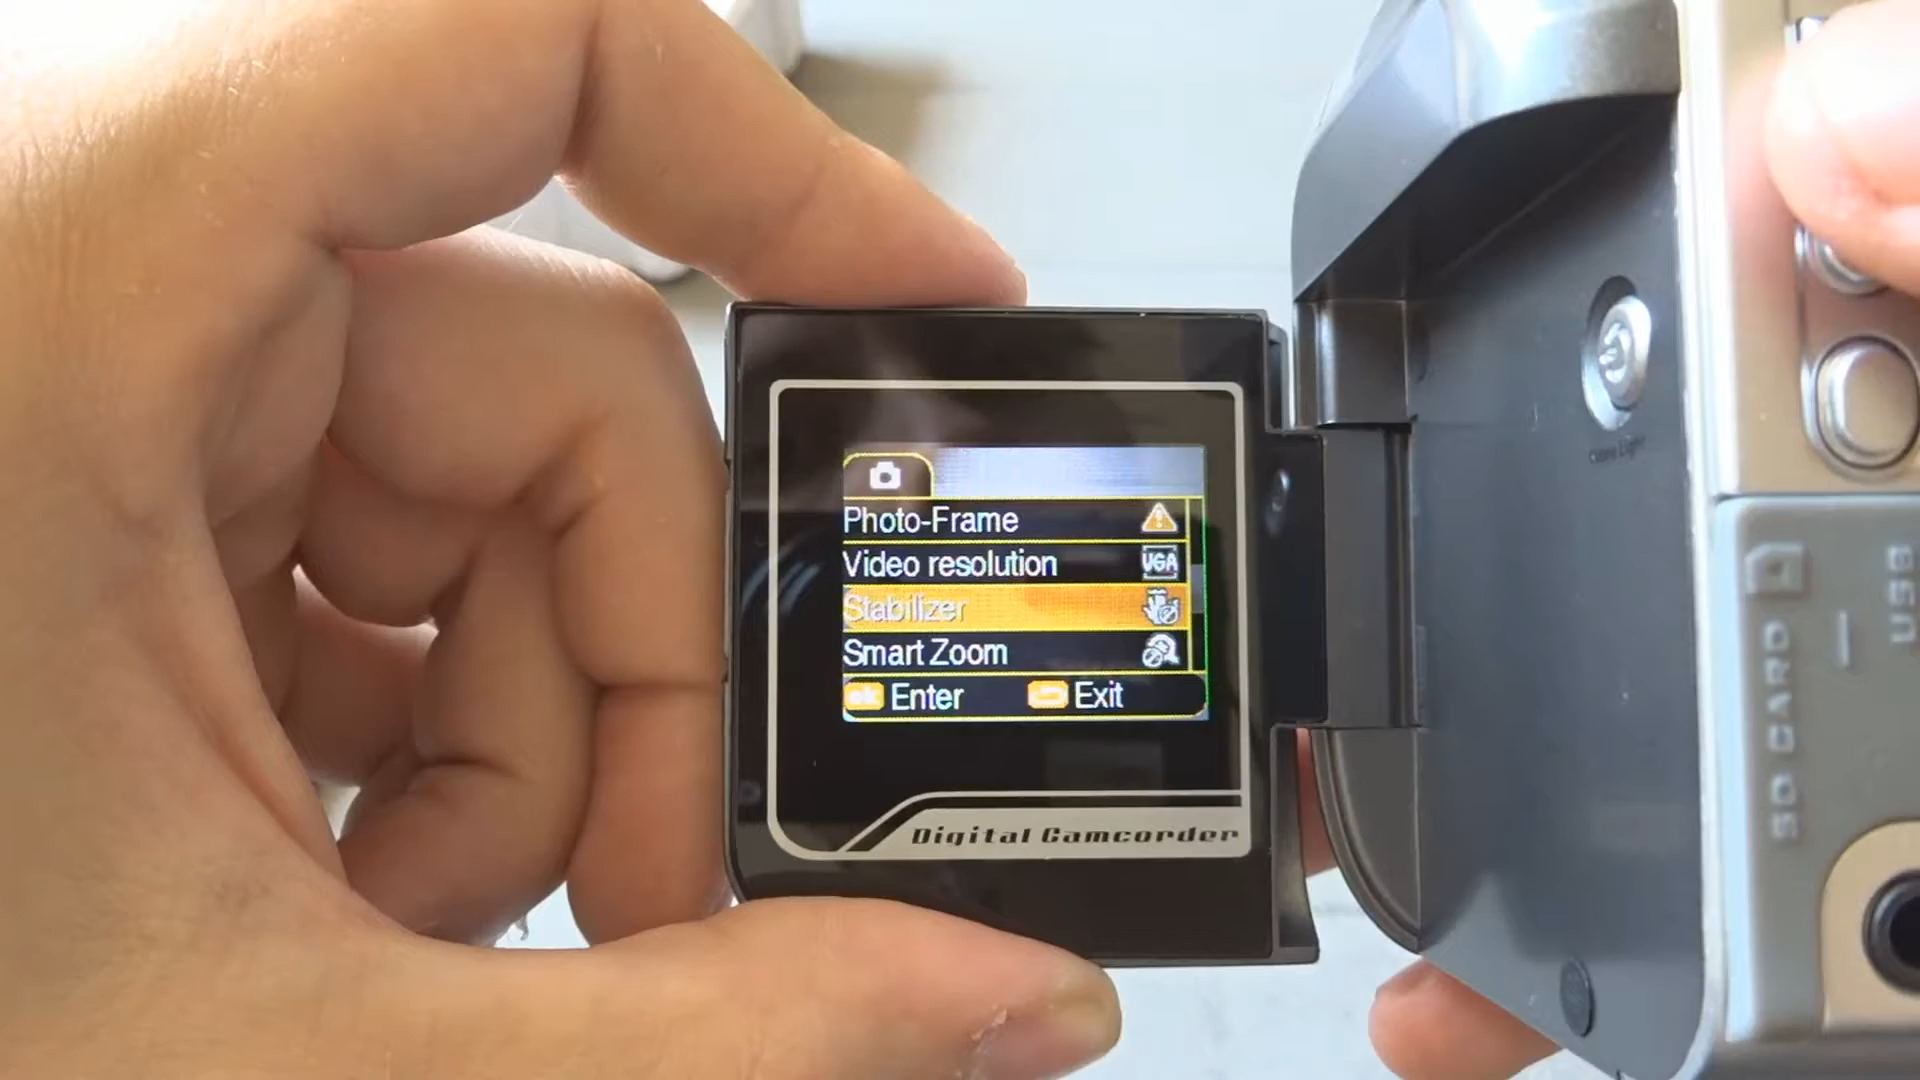 Photo-Frame
Video resolution VGA
Stabilizer
Smart Zoom
ok Enter Exit
Digital Camcorder
SD CARD
USB